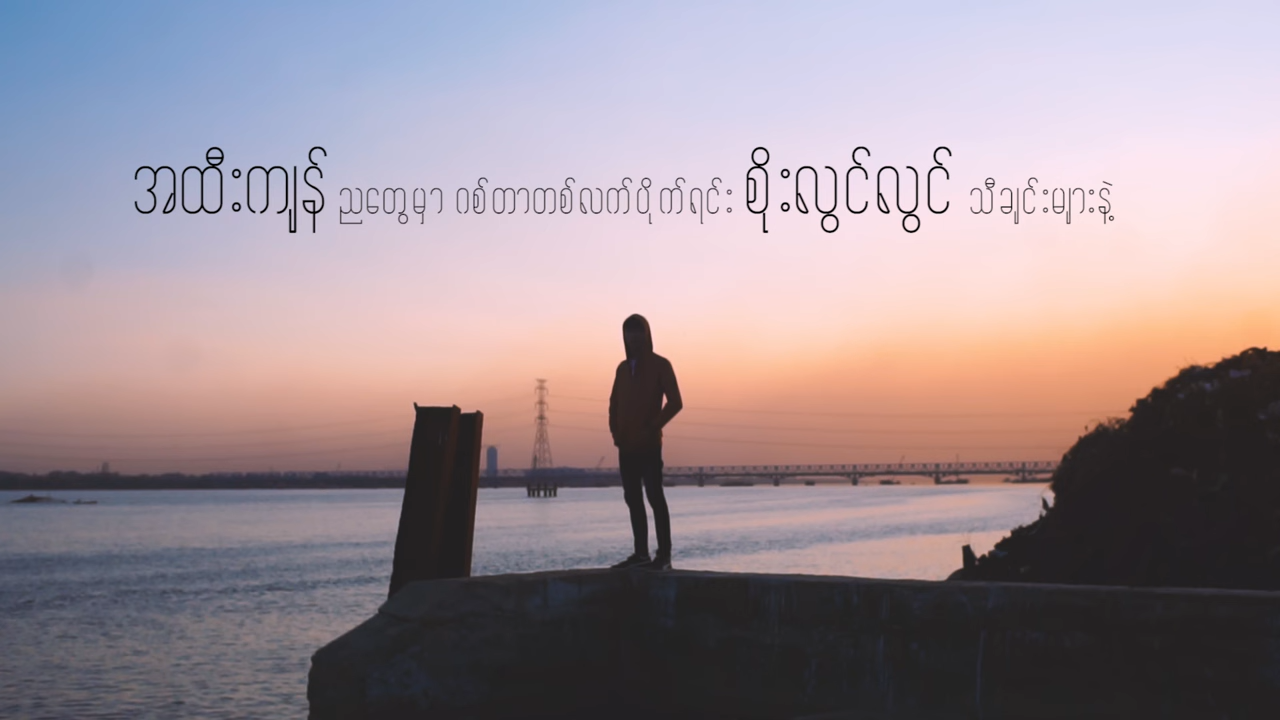 အထီးကျန် ညတွေမှာ ဂစ်တာတစ်လက်ဝိုက်ရင်း စိုးလွင်လွင် သီချင်းများနဲ့